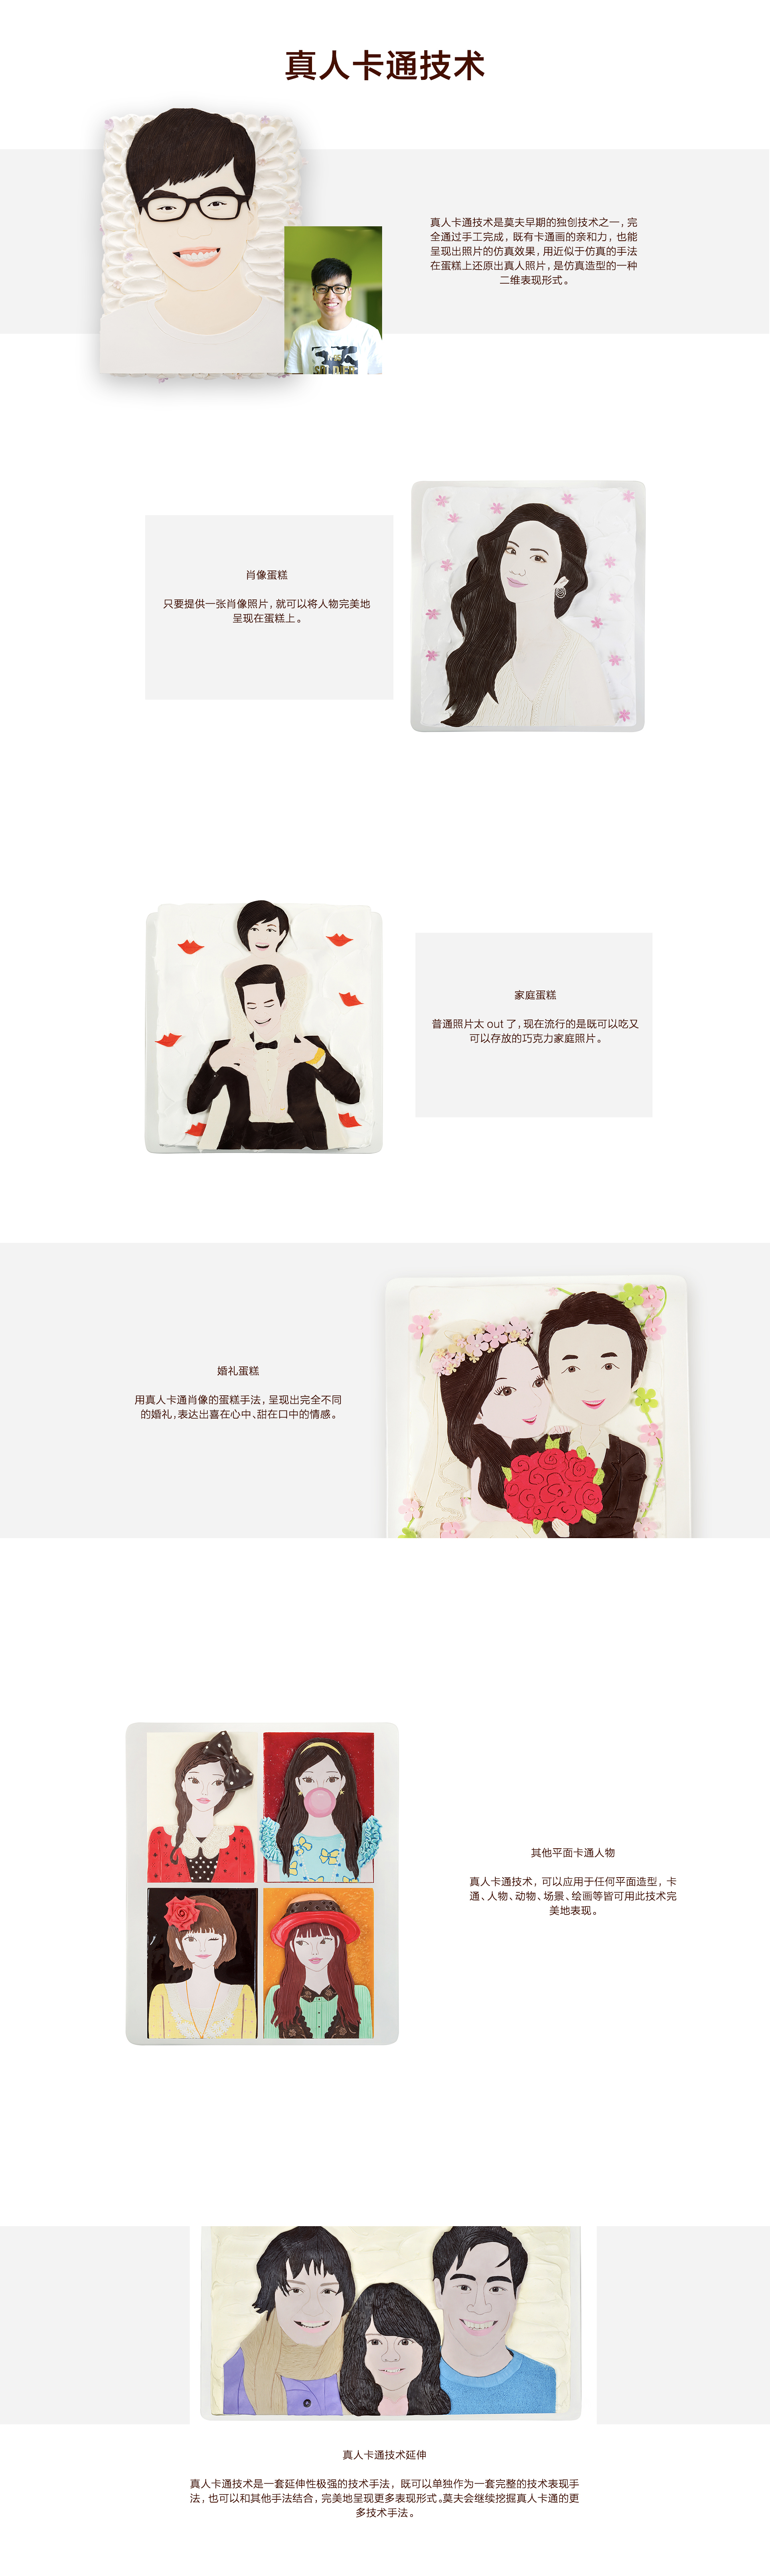 真人卡通技术
真人卡通技术是莫夫早期的独创技术之一，完
全通过手工完成，既有卡通画的亲和力，也能
呈现出照片的仿真效果，用近似于仿真的手法
在蛋糕上还原出真人照片，是仿真造型的一种
二维表现形式。
肖像蛋糕
只要提供一张肖像照片，就可以将人物完美地
呈现在蛋糕上。
家庭蛋糕
普通照片太 out 了，现在流行的是既可以吃又
可以存放的巧克力家庭照片。
婚礼蛋糕
用真人卡通肖像的蛋糕手法，呈现出完全不同
的婚礼，表达出喜在心中、甜在口中的情感。
其他平面卡通人物
真人卡通技术，可以应用于任何平面造型，卡
通、人物、动物、场景、绘画等皆可用此技术完
美地表现。
真人卡通技术延伸
真人卡通技术是一套延伸性极强的技术手法，既可以单独作为一套完整的技术表现手
法，也可以和其他手法结合，完美地呈现更多表现形式。莫夫会继续挖掘真人卡通的更
多技术手法。